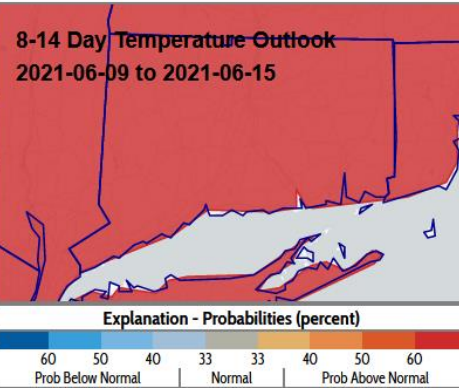 8-14 Day Temperature Outlook
2021-06-09 to 2021-06-15
Explanation - Probabilities (percent)
60 50 40 33 33 40 50 60
Prob Below Normal | Normal | Prob Above Normal